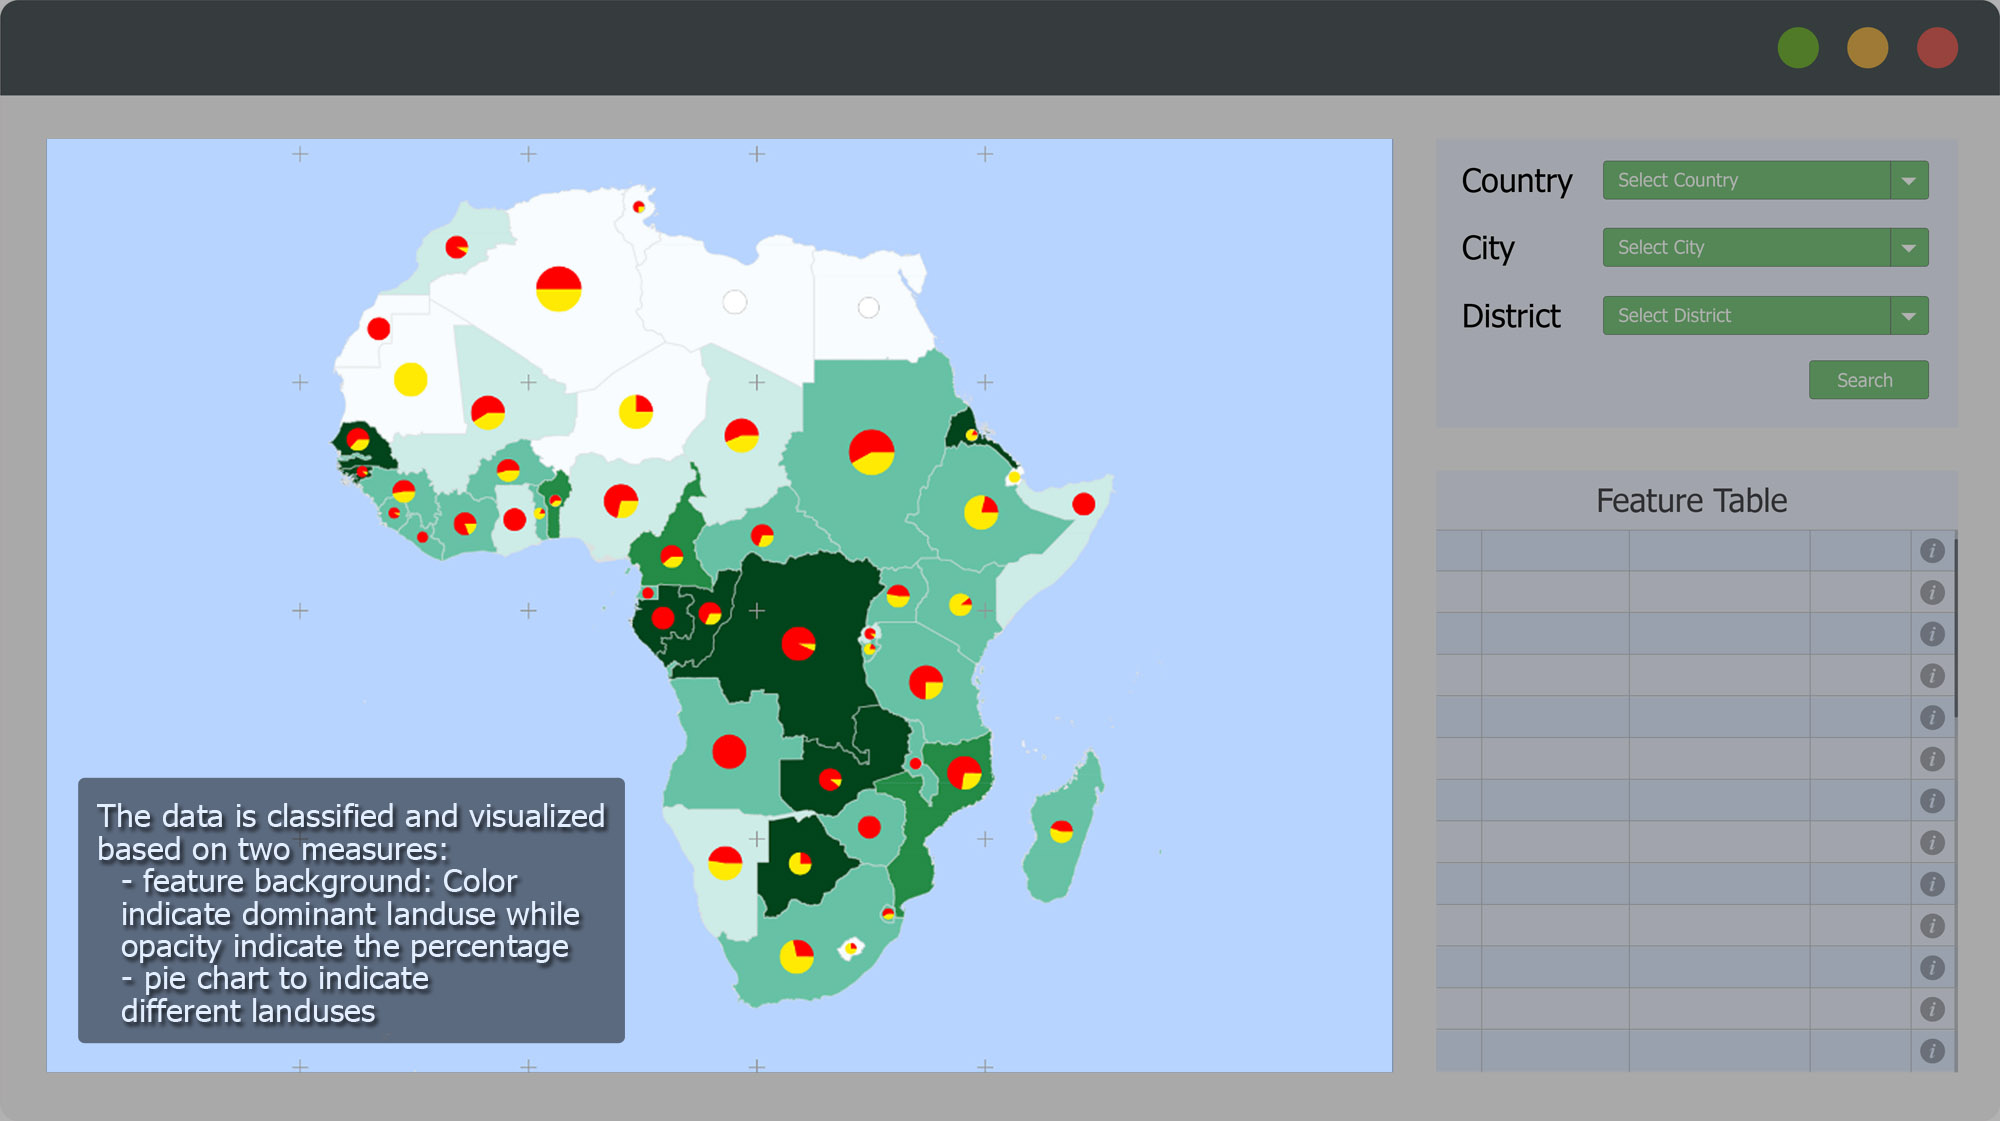 Country
Select Country
City
Select City
District
Select District
Search
Feature Table
i
i
i
i
i
i
i
i
i
i
i
i
i
The data is classified and visualized
based on two measures:
- feature background: Color
indicate dominant landuse while
opacity indicate the percentage
- pie chart to indicate
different landuses